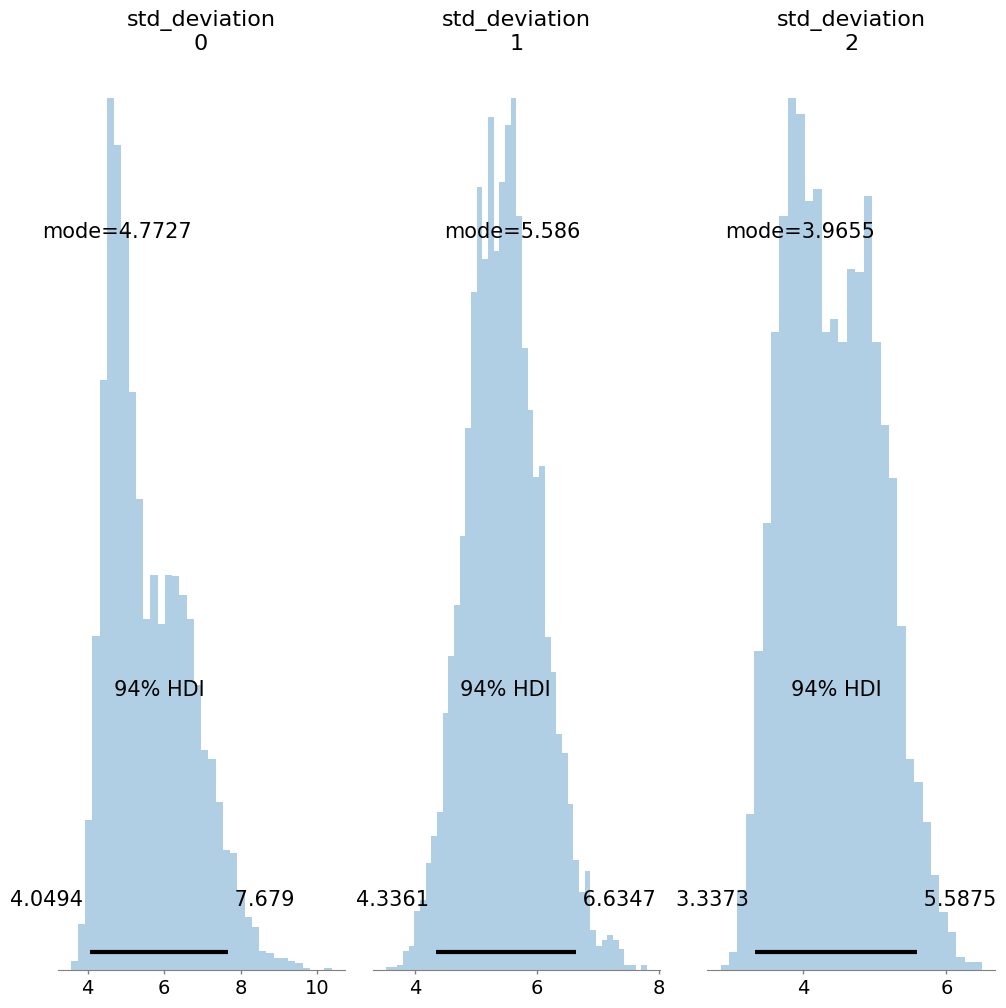 std_deviation
0
std_deviation
1
std_deviation
2
mode=4.7727
mode=5.586
mode=3.9655
94% HDI
94% HDI
94% HDI
4.0494
7.679
4.3361
6.6347
3.3373
5.5875
4 6 8 10
4 6 8
4 6